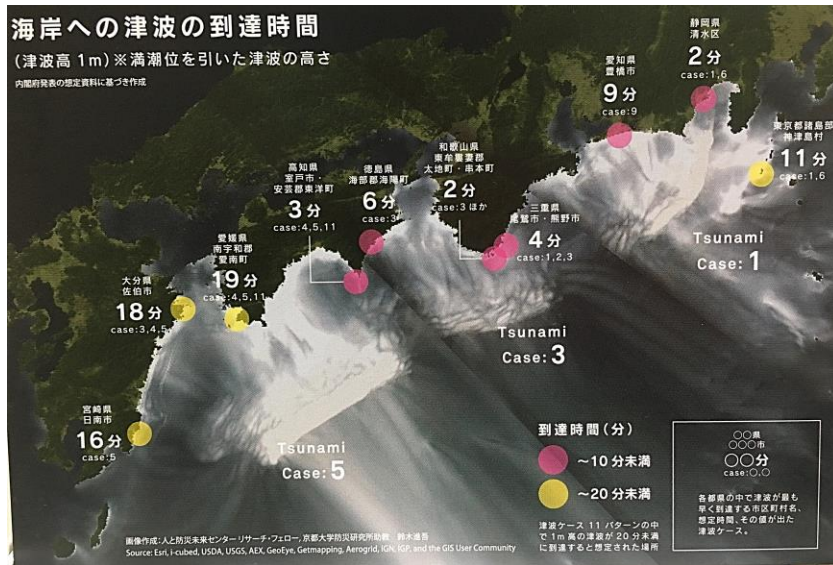 海岸への津波の到達時間
(津波高 1m)※満潮位を引いた津波の高さ
内閣府発表の想定資料に基づき作成
静岡県
清水区
2分
case:1,6
愛知県
豊橋市
9分
case:9
東京都諸島部
神津島村
11分
case:1,6
和歌山県
東牟婁郡
太地町・串本町
2分
case:3 ほか
徳島県
海部郡海陽町
6分
case:3
高知県
室戸市・
安芸郡東洋町
3分
case:4,5,11
三重県
尾鷲市・熊野市
4分
case:1,2,3
愛媛県
南宇和郡
愛南町
19分
case:4,5,11
大分県
佐伯市
18分
case:3,4,5
宮崎県
日南市
16分
case:5
Tsunami
Case: 1
Tsunami
Case: 3
Tsunami
Case: 5
到達時間(分)
〜10分未満
〜20分未満
津波ケース 11 パターンの中
で 1m 高の津波が 20 分未満
に到達すると想定された場所
○○県
○○○市
○○分
case:○,○
各都県の中で津波が最も
早く到達する市区町村名、
想定時間、その値が出た
津波ケース。
画像作成:人と防災未来センター リサーチ・フェロー, 京都大学防災研究所助教 鈴木進吾
Source: Esri, i-cubed, USDA, USGS, AEX, GeoEye, Getmapping, Aerogrid, IGN, IGP, and the GIS User Community